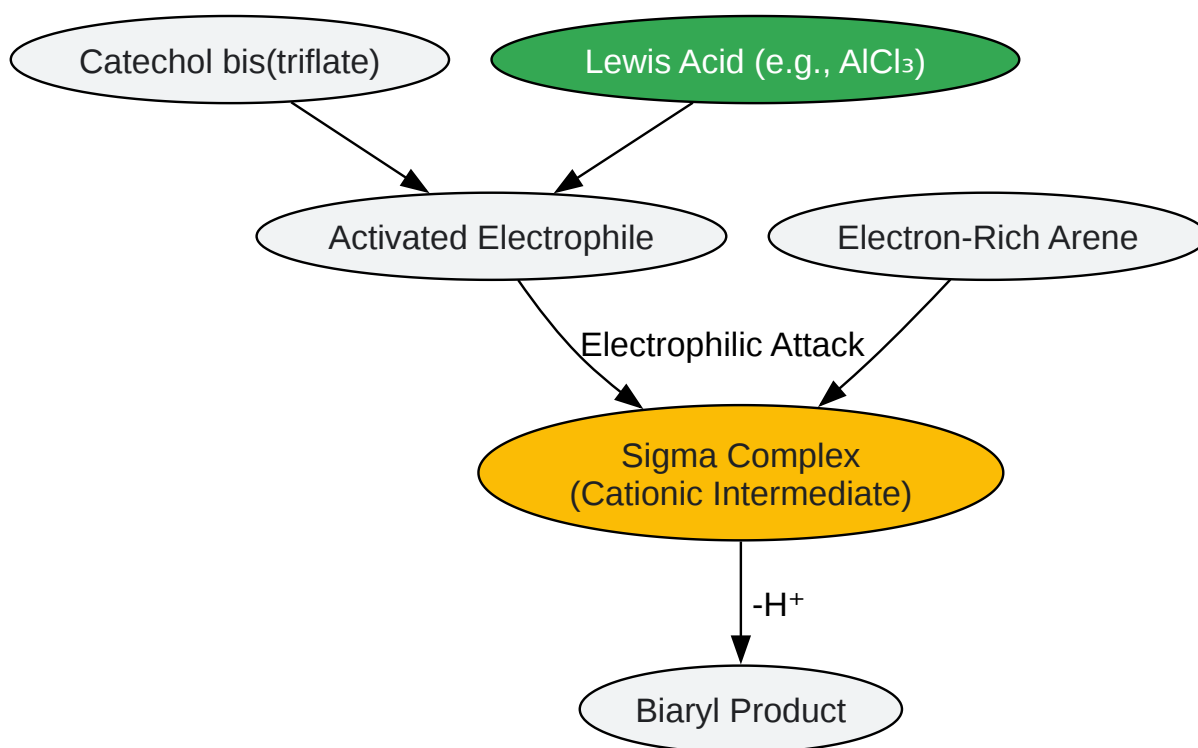 Catechol bis(triflate)
Lewis Acid (e.g., AlCl₃)
Activated Electrophile
Electron-Rich Arene
Electrophilic Attack
Sigma Complex
(Cationic Intermediate)
-H⁺
Biaryl Product